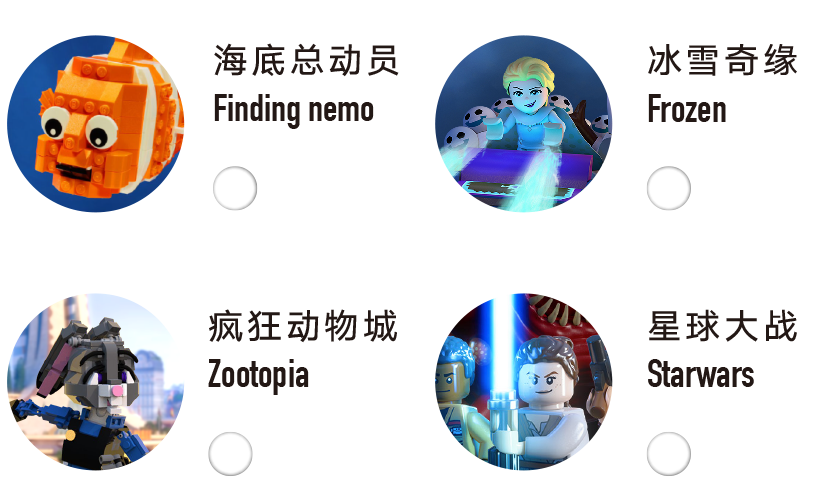 海底总动员
Finding nemo
冰雪奇缘
Frozen
疯狂动物城
Zootopia
星球大战
Starwars